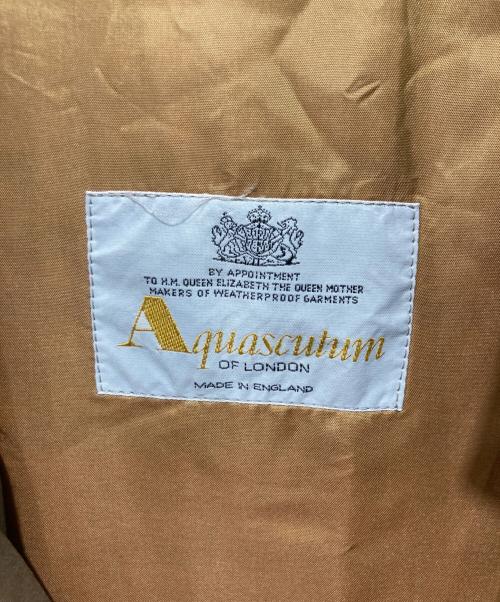 BY APPOINTMENT
TO H.M. QUEEN ELIZABETH THE QUEEN MOTHER
MAKERS OF WEATHERPROOF GARMENTS
Aquascutum
OF LONDON
MADE IN ENGLAND